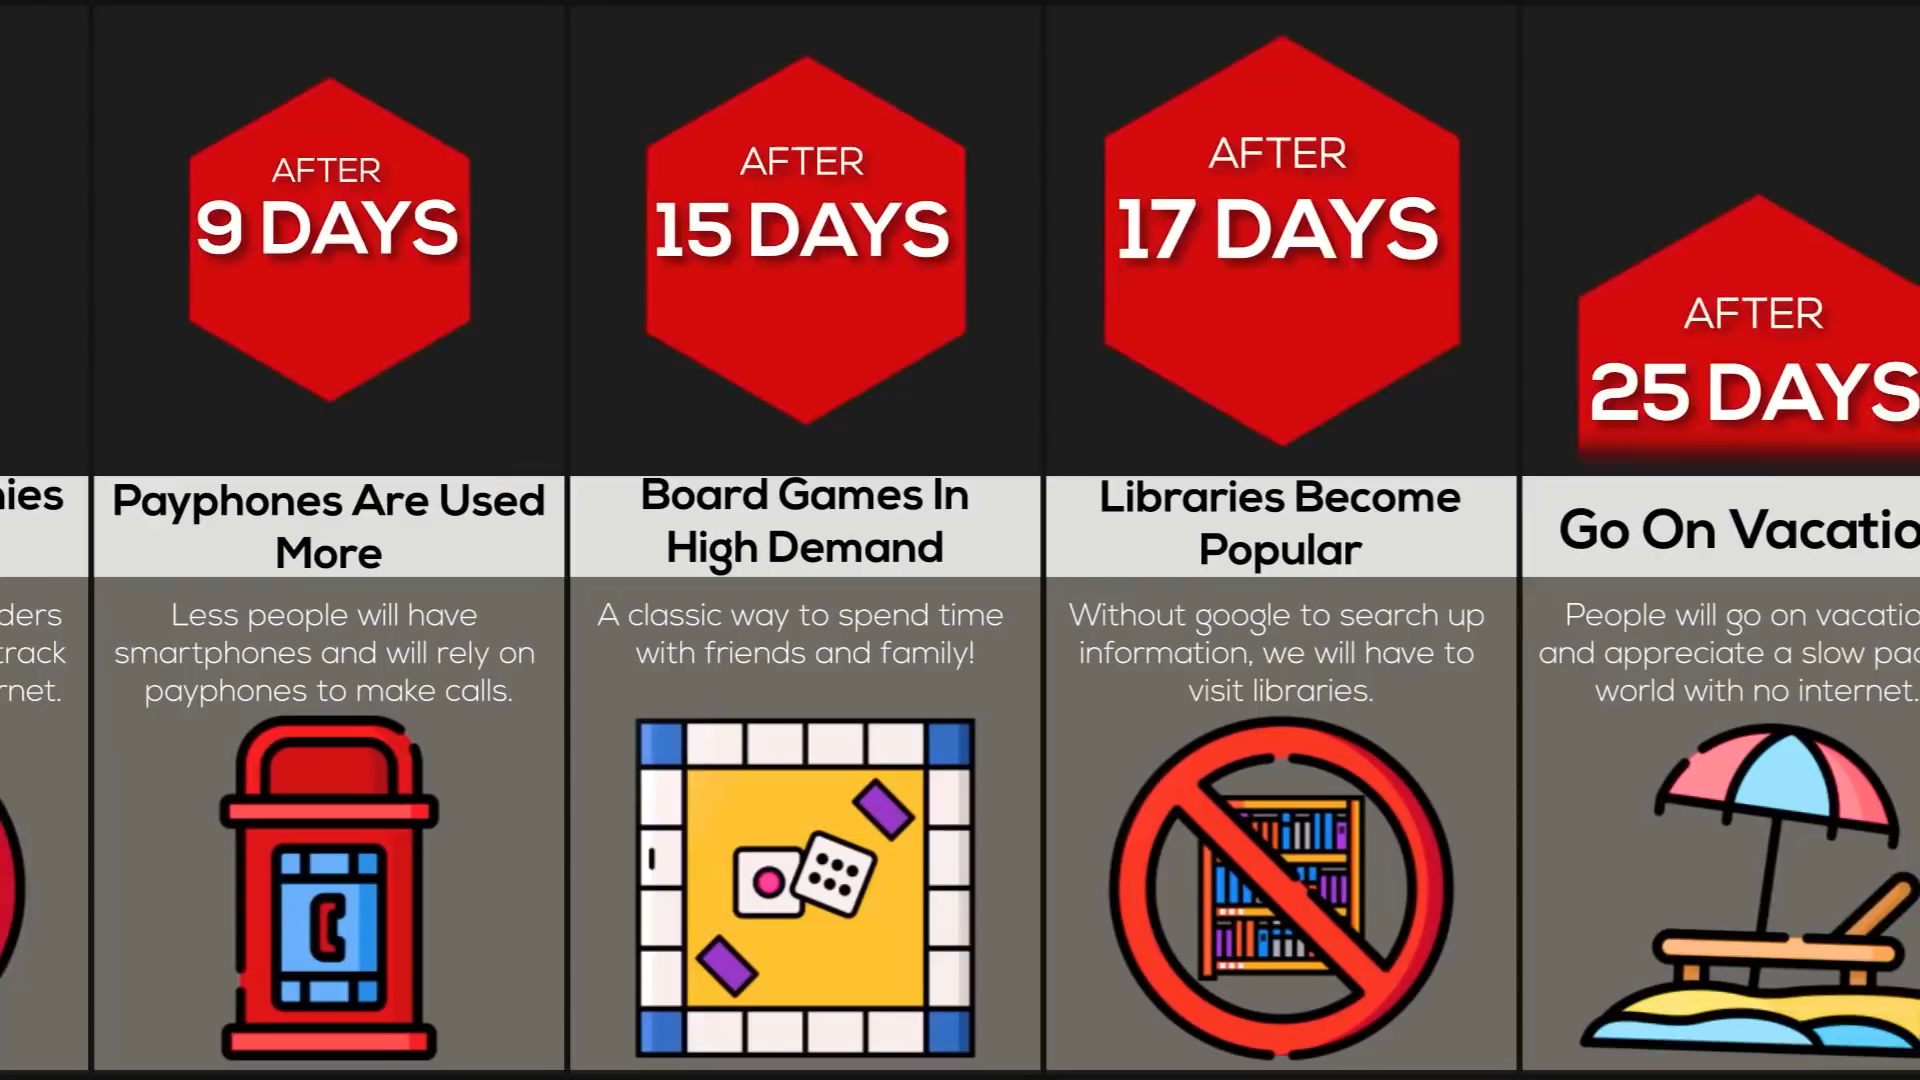 nies
ders
track
rnet.
AFTER
9 DAYS
Payphones Are Used
More
Less people will have
smartphones and will rely on
payphones to make calls.
AFTER
15 DAYS
Board Games In
High Demand
A classic way to spend time
with friends and family!
AFTER
17 DAYS
Libraries Become
Popular
Without google to search up
information, we will have to
visit libraries.
AFTER
25 DAYS
Go On Vacatio
People will go on vacatio
and appreciate a slow pac
world with no internet.